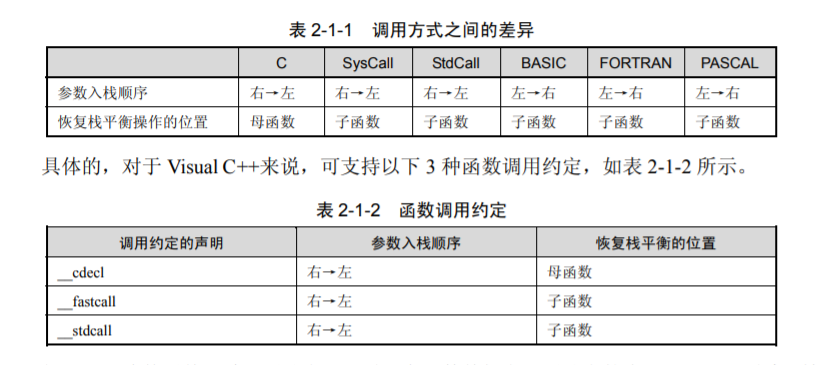 表 2-1-1 调用方式之间的差异
C SysCall StdCall BASIC FORTRAN PASCAL
参数入栈顺序 右→左 右→左 右→左 左→右 左→右 左→右
恢复栈平衡操作的位置 母函数 子函数 子函数 子函数 子函数 子函数
具体的，对于 Visual C++来说，可支持以下 3 种函数调用约定，如表 2-1-2 所示。
表 2-1-2 函数调用约定
调用约定的声明 参数入栈顺序 恢复栈平衡的位置
__cdecl 右→左 母函数
__fastcall 右→左 子函数
__stdcall 右→左 子函数